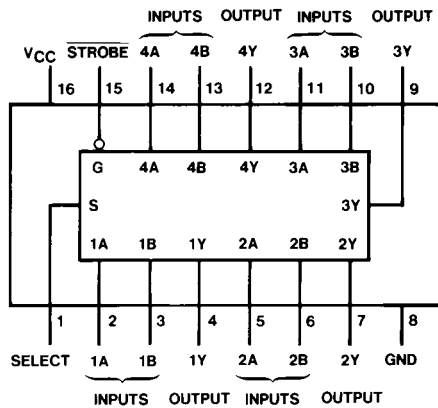 INPUTS OUTPUT INPUTS OUTPUT
VCC STROBE 4A 4B 4Y 3A 3B 3Y
16 15 14 13 12 11 10 9
G 4A 4B 4Y 3A 3B
S 3Y
1A 1B 1Y 2A 2B 2Y
1 2 3 4 5 6 7 8
SELECT 1A 1B 1Y 2A 2B 2Y GND
INPUTS OUTPUT INPUTS OUTPUT